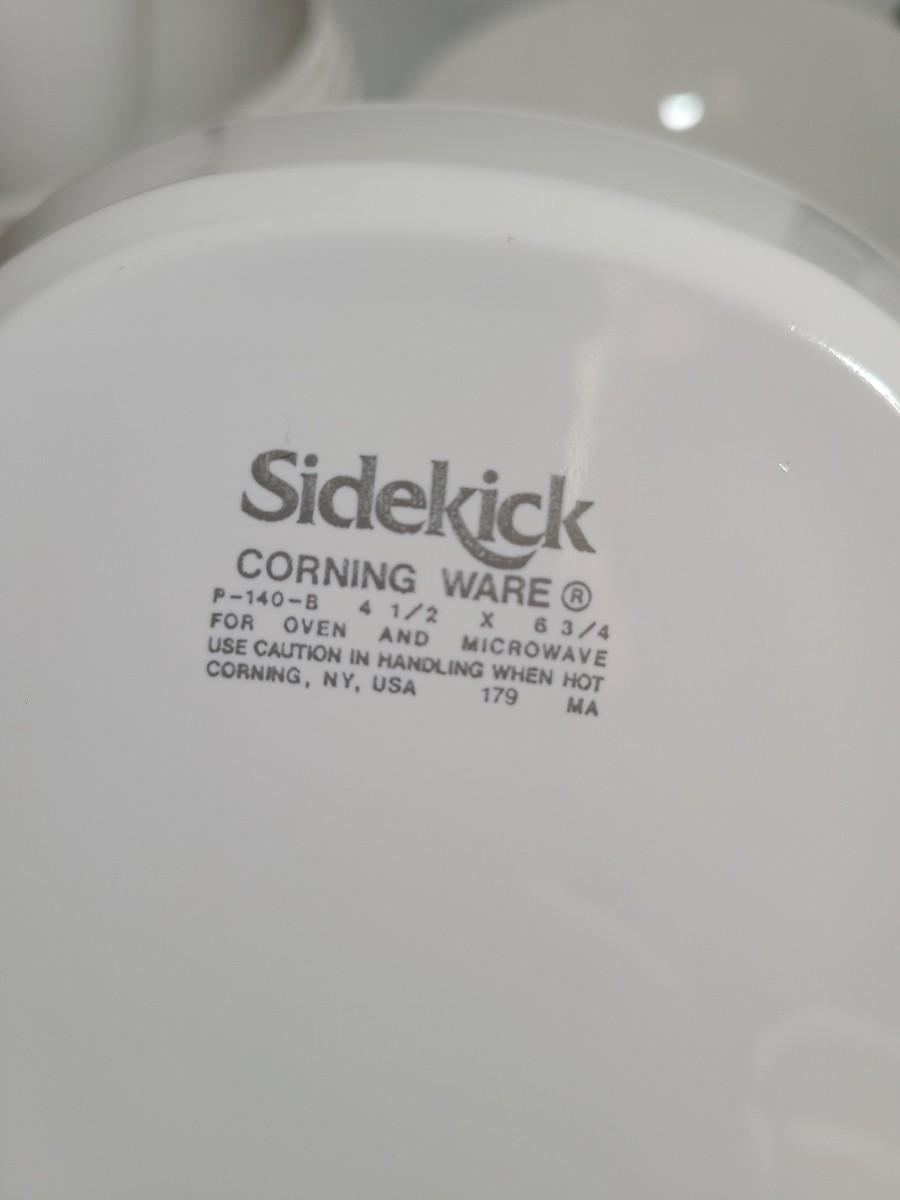 Sidekick
CORNING WARE®
P-140-B 4 1/2 X 6 3/4
FOR OVEN AND MICROWAVE
USE CAUTION IN HANDLING WHEN HOT
CORNING, NY, USA 179 MA